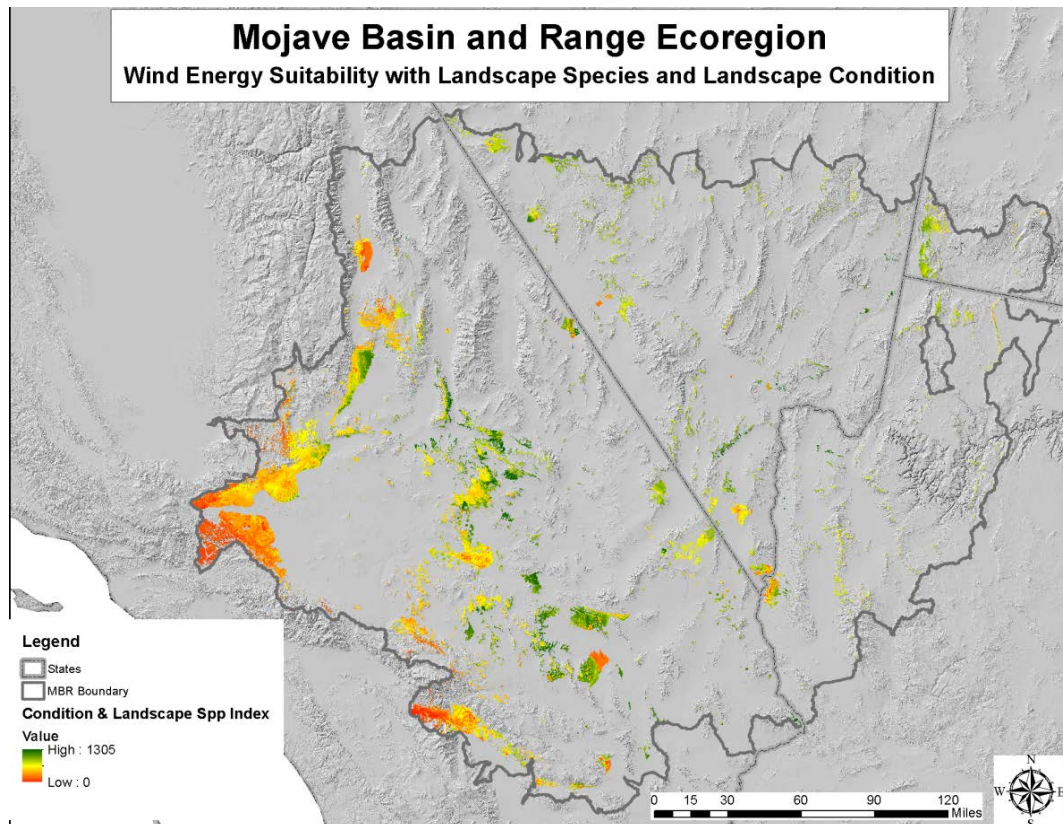 Mojave Basin and Range Ecoregion
Wind Energy Suitability with Landscape Species and Landscape Condition
Legend
States
MBR Boundary
Condition & Landscape Spp Index
Value
High : 1305
Low : 0
0 15 30 60 90 120
Miles
N
W E
S